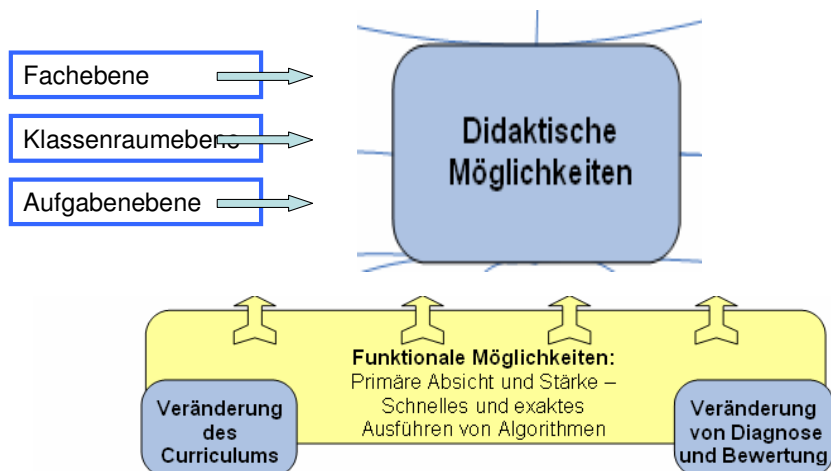 Fachebene
Klassenraumebene
Aufgabenebene
Didaktische
Möglichkeiten
Funktionale Möglichkeiten:
Primäre Absicht und Stärke –
Schnelles und exaktes
Ausführen von Algorithmen
Veränderung
des
Curriculums
Veränderung
von Diagnose
und Bewertung